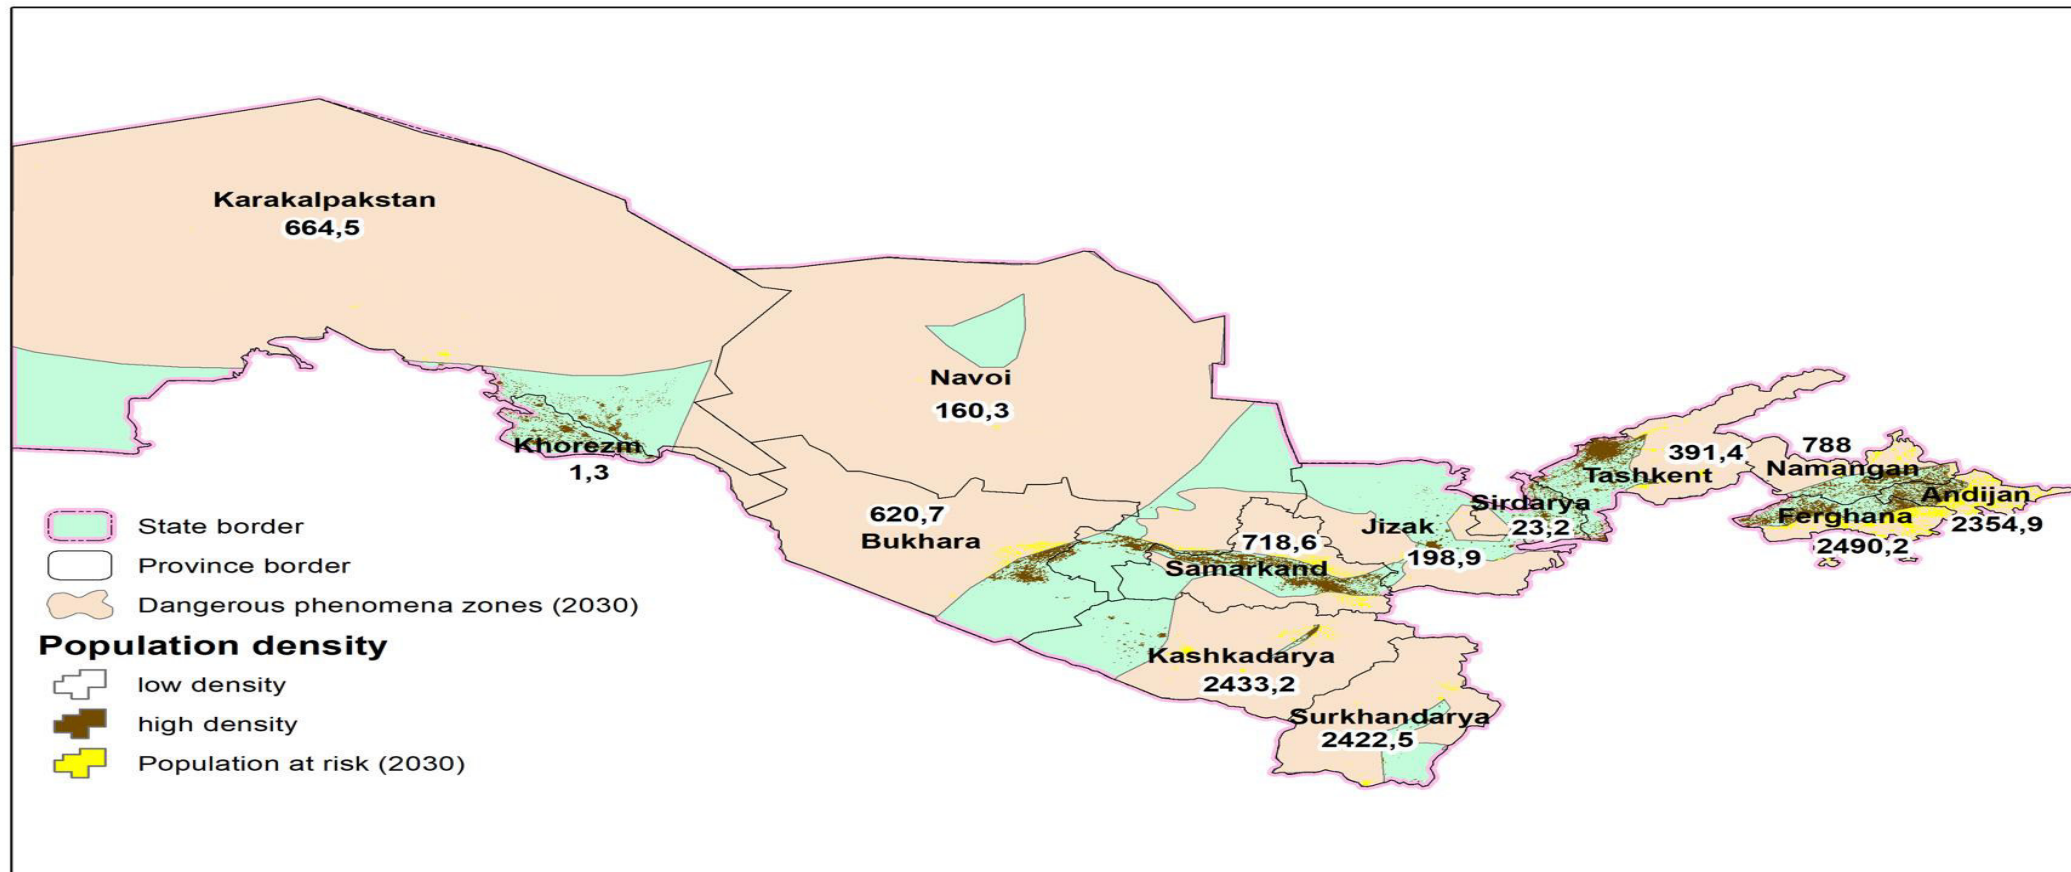 Karakalpakstan
664,5
Navoi
160,3
Khorezm
1,3
620,7
Bukhara
718,6
Samarkand
Jizak
198,9
Sirdarya
23,2
391,4
Tashkent
788
Namangan
Andijan
2354,9
Ferghana
2490,2
Kashkadarya
2433,2
Surkhandarya
2422,5
State border
Province border
Dangerous phenomena zones (2030)
Population density
low density
high density
Population at risk (2030)